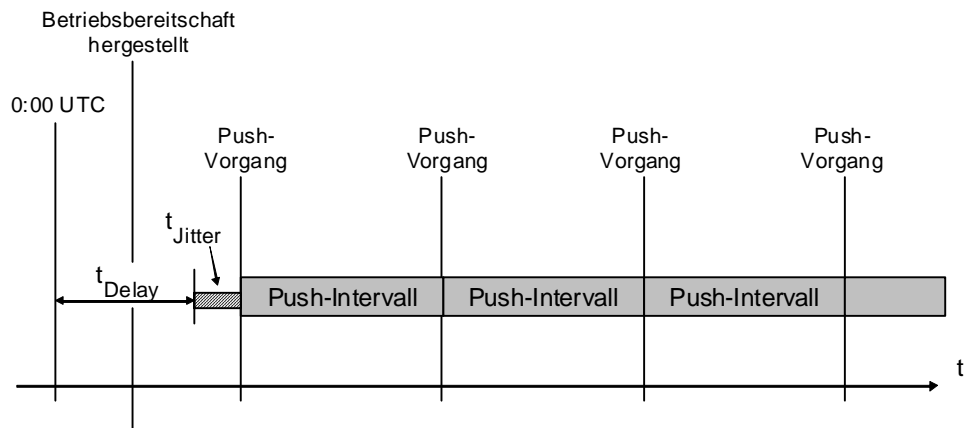 Betriebsbereitschaft
hergestellt
0:00 UTC
Push-
Vorgang
Push-
Vorgang
Push-
Vorgang
Push-
Vorgang
t Jitter
t Delay
Push-Intervall
Push-Intervall
Push-Intervall
t